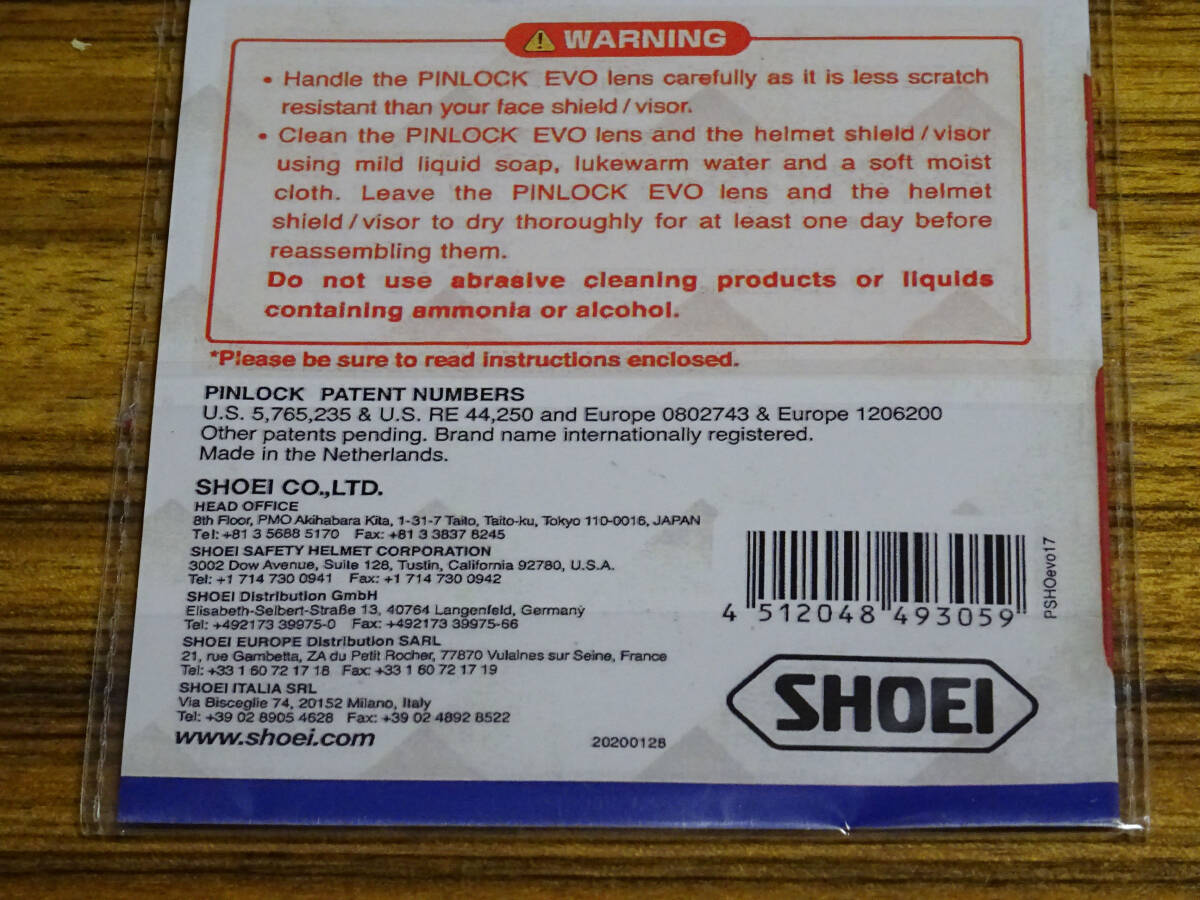 WARNING
• Handle the PINLOCK EVO lens carefully as it is less scratch
resistant than your face shield / visor.
• Clean the PINLOCK EVO lens and the helmet shield / visor
using mild liquid soap, lukewarm water and a soft moist
cloth. Leave the PINLOCK EVO lens and the helmet
shield / visor to dry thoroughly for at least one day before
reassembling them.
Do not use abrasive cleaning products or liquids
containing ammonia or alcohol.
*Please be sure to read instructions enclosed.
PINLOCK PATENT NUMBERS
U.S. 5,765,235 & U.S. RE 44,250 and Europe 0802743 & Europe 1206200
Other patents pending. Brand name internationally registered.
Made in the Netherlands.
SHOEI CO.,LTD.
HEAD OFFICE
8th Floor, PMO Akihabara Kita, 1-31-7 Taito, Taito-ku, Tokyo 110-0016, JAPAN
Tel: +81 3 5688 5170 Fax: +81 3 3837 8245
SHOEI SAFETY HELMET CORPORATION
3002 Dow Avenue, Suite 128, Tustin, California 92780, U.S.A.
Tel: +1 714 730 0941 Fax: +1 714 730 0942
SHOEI Distribution GmbH
Elisabeth-Selbert-Straße 13, 40764 Langenfeld, Germany
Tel: +492173 39975-0 Fax: +492173 39975-66
SHOEI EUROPE Distribution SARL
21, rue Gambetta, ZA du Petit Rocher, 77870 Vulaines sur Seine, France
Tel: +33 1 60 72 17 18 Fax: +33 1 60 72 17 19
SHOEI ITALIA SRL
Via Bisceglie 74, 20152 Milano, Italy
Tel: +39 02 8905 4628 Fax: +39 02 4892 8522
www.shoei.com
20200128
4 512048 493059
PSHOevo17
SHOEI